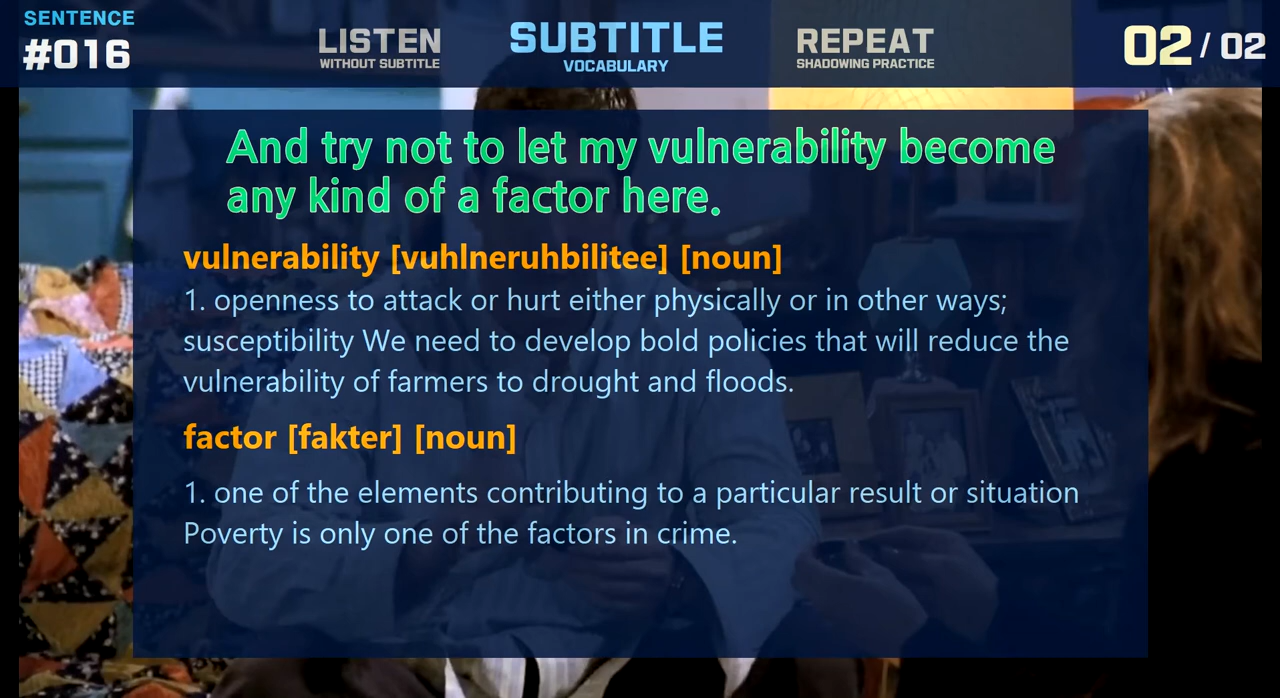 SENTENCE
#016
LISTEN
WITHOUT SUBTITLE
SUBTITLE
VOCABULARY
REPEAT
SHADOWING PRACTICE
02 / 02
And try not to let my vulnerability become
any kind of a factor here.
vulnerability [vuhlneruhbilitee] [noun]
1. openness to attack or hurt either physically or in other ways;
susceptibility We need to develop bold policies that will reduce the
vulnerability of farmers to drought and floods.
factor [fakter] [noun]
1. one of the elements contributing to a particular result or situation
Poverty is only one of the factors in crime.